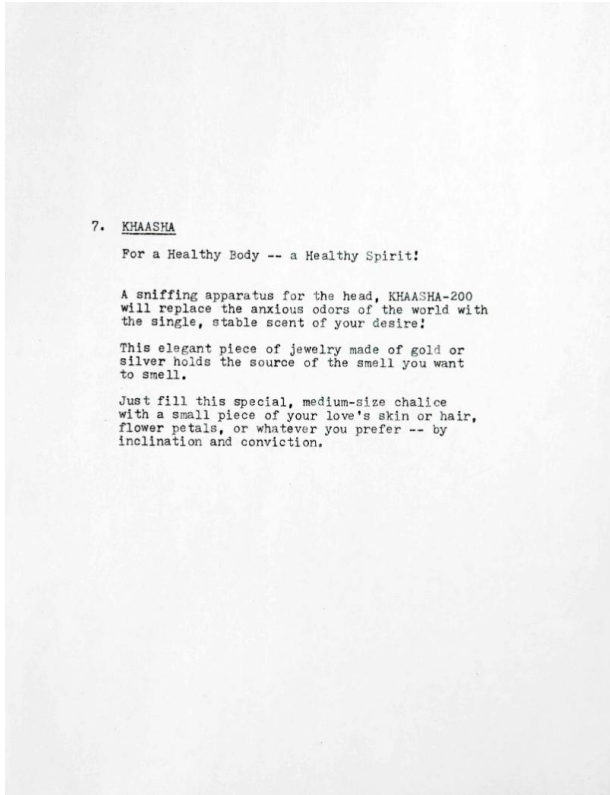 7. KHAASHA
For a Healthy Body -- a Healthy Spirit!
A sniffing apparatus for the head, KHAASHA-200
will replace the anxious odors of the world with
the single, stable scent of your desire!
This elegant piece of jewelry made of gold or
silver holds the source of the smell you want
to smell.
Just fill this special, medium-size chalice
with a small piece of your love's skin or hair,
flower petals, or whatever you prefer -- by
inclination and conviction.